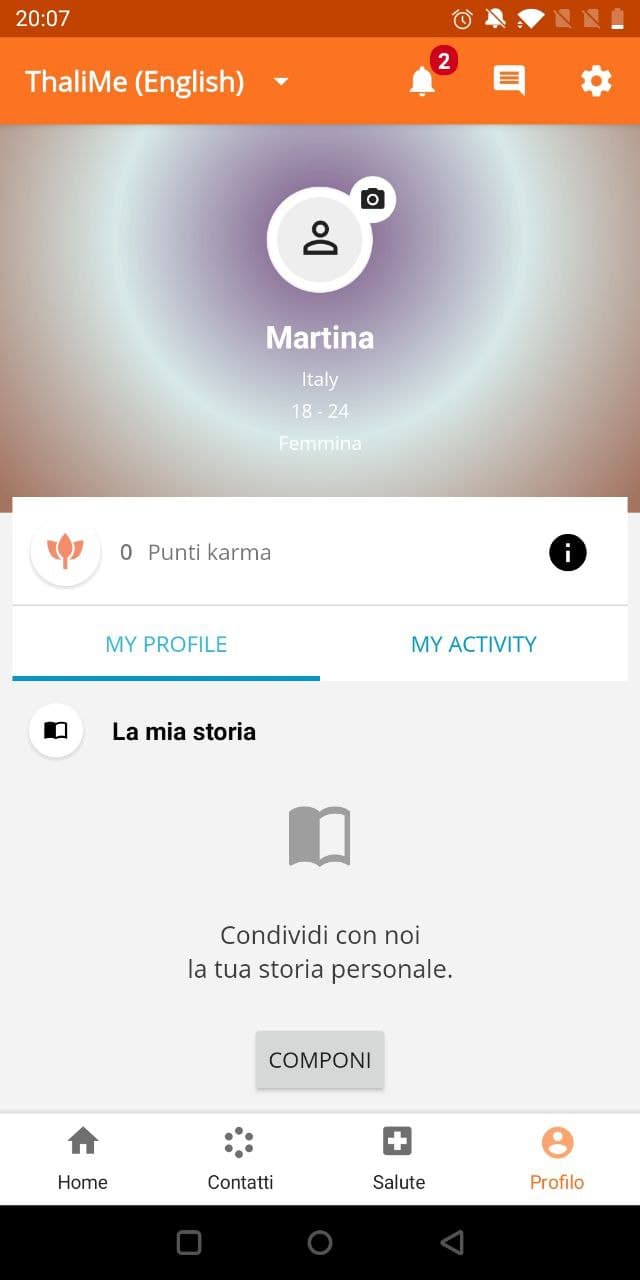 20:07
ThaliMe (English)
2
Martina
Italy
18 - 24
Femmina
0 Punti karma
MY PROFILE
MY ACTIVITY
La mia storia
Condividi con noi
la tua storia personale.
COMPONI
Home
Contatti
Salute
Profilo